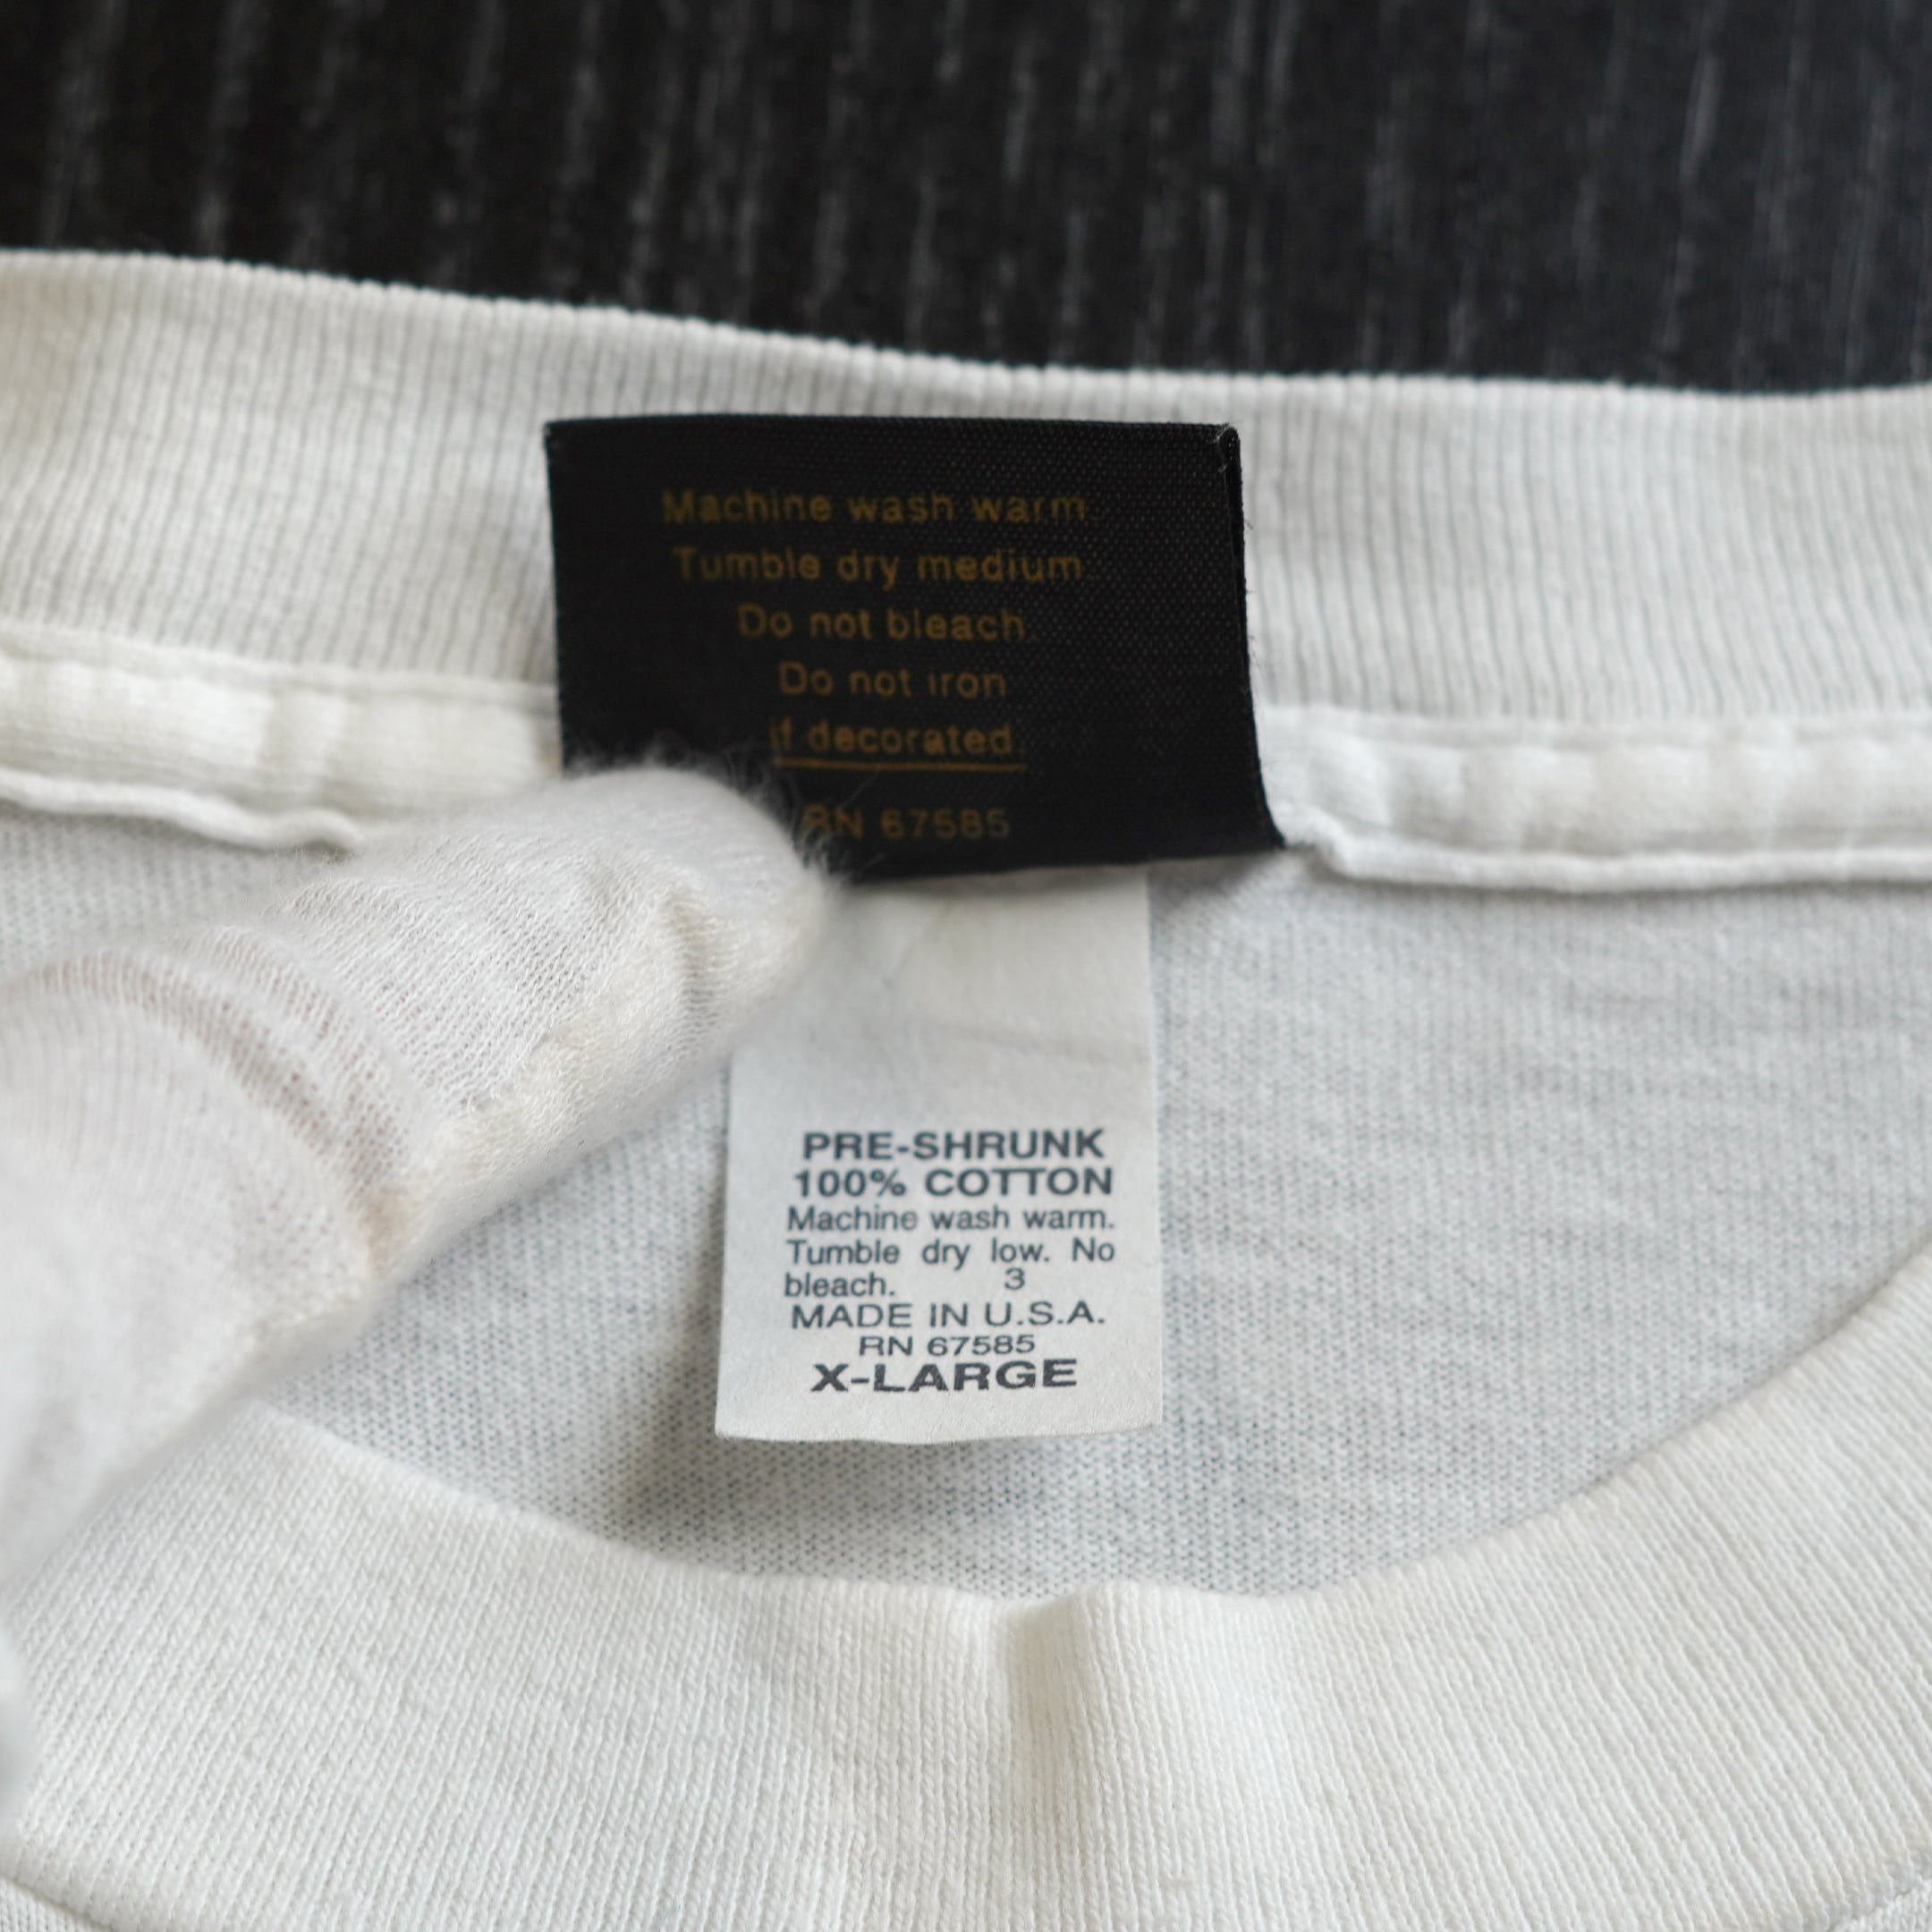 Machine wash warm.
Tumble dry medium.
Do not bleach.
Do not iron
if decorated.
RN 67585
PRE-SHRUNK
100% COTTON
Machine wash warm.
Tumble dry low. No
bleach. 3
MADE IN U.S.A.
RN 67585
X-LARGE